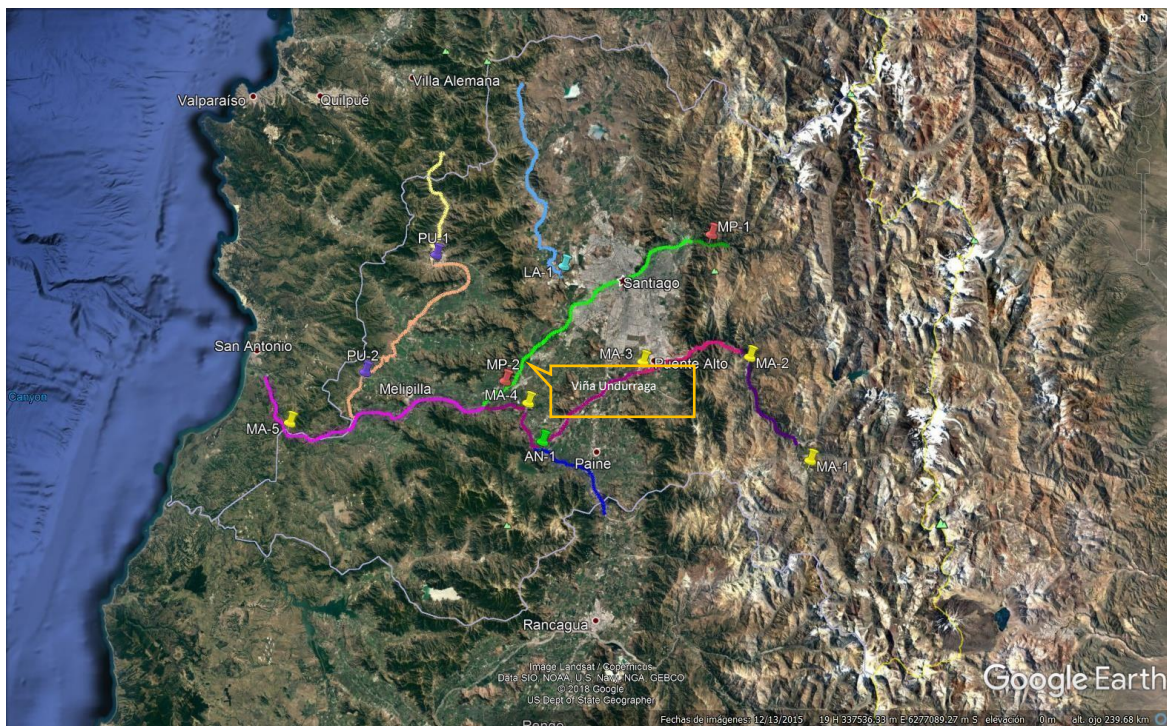 N
Villa Alemana
Valparaíso
Quilpué
MP-1
PU-1
LA-1
Santiago
San Antonio
PU-2
MP-2
MA-3
Puente Alto
MA-2
Viña Undurraga
Melipilla
MA-4
Canyon
MA-5
AN-1
Paine
MA-1
Rancagua
Image Landsat / Copernicus
Data SIO, NOAA, U.S. Navy, NGA, GEBCO
© 2018 Google
US Dept of State Geographer
Google Earth
Rengo
Fechas de imágenes: 12/13/2015 19 H 337536.33 m E 6277089.27 m S elevación 0 m alt. ojo 239.68 km